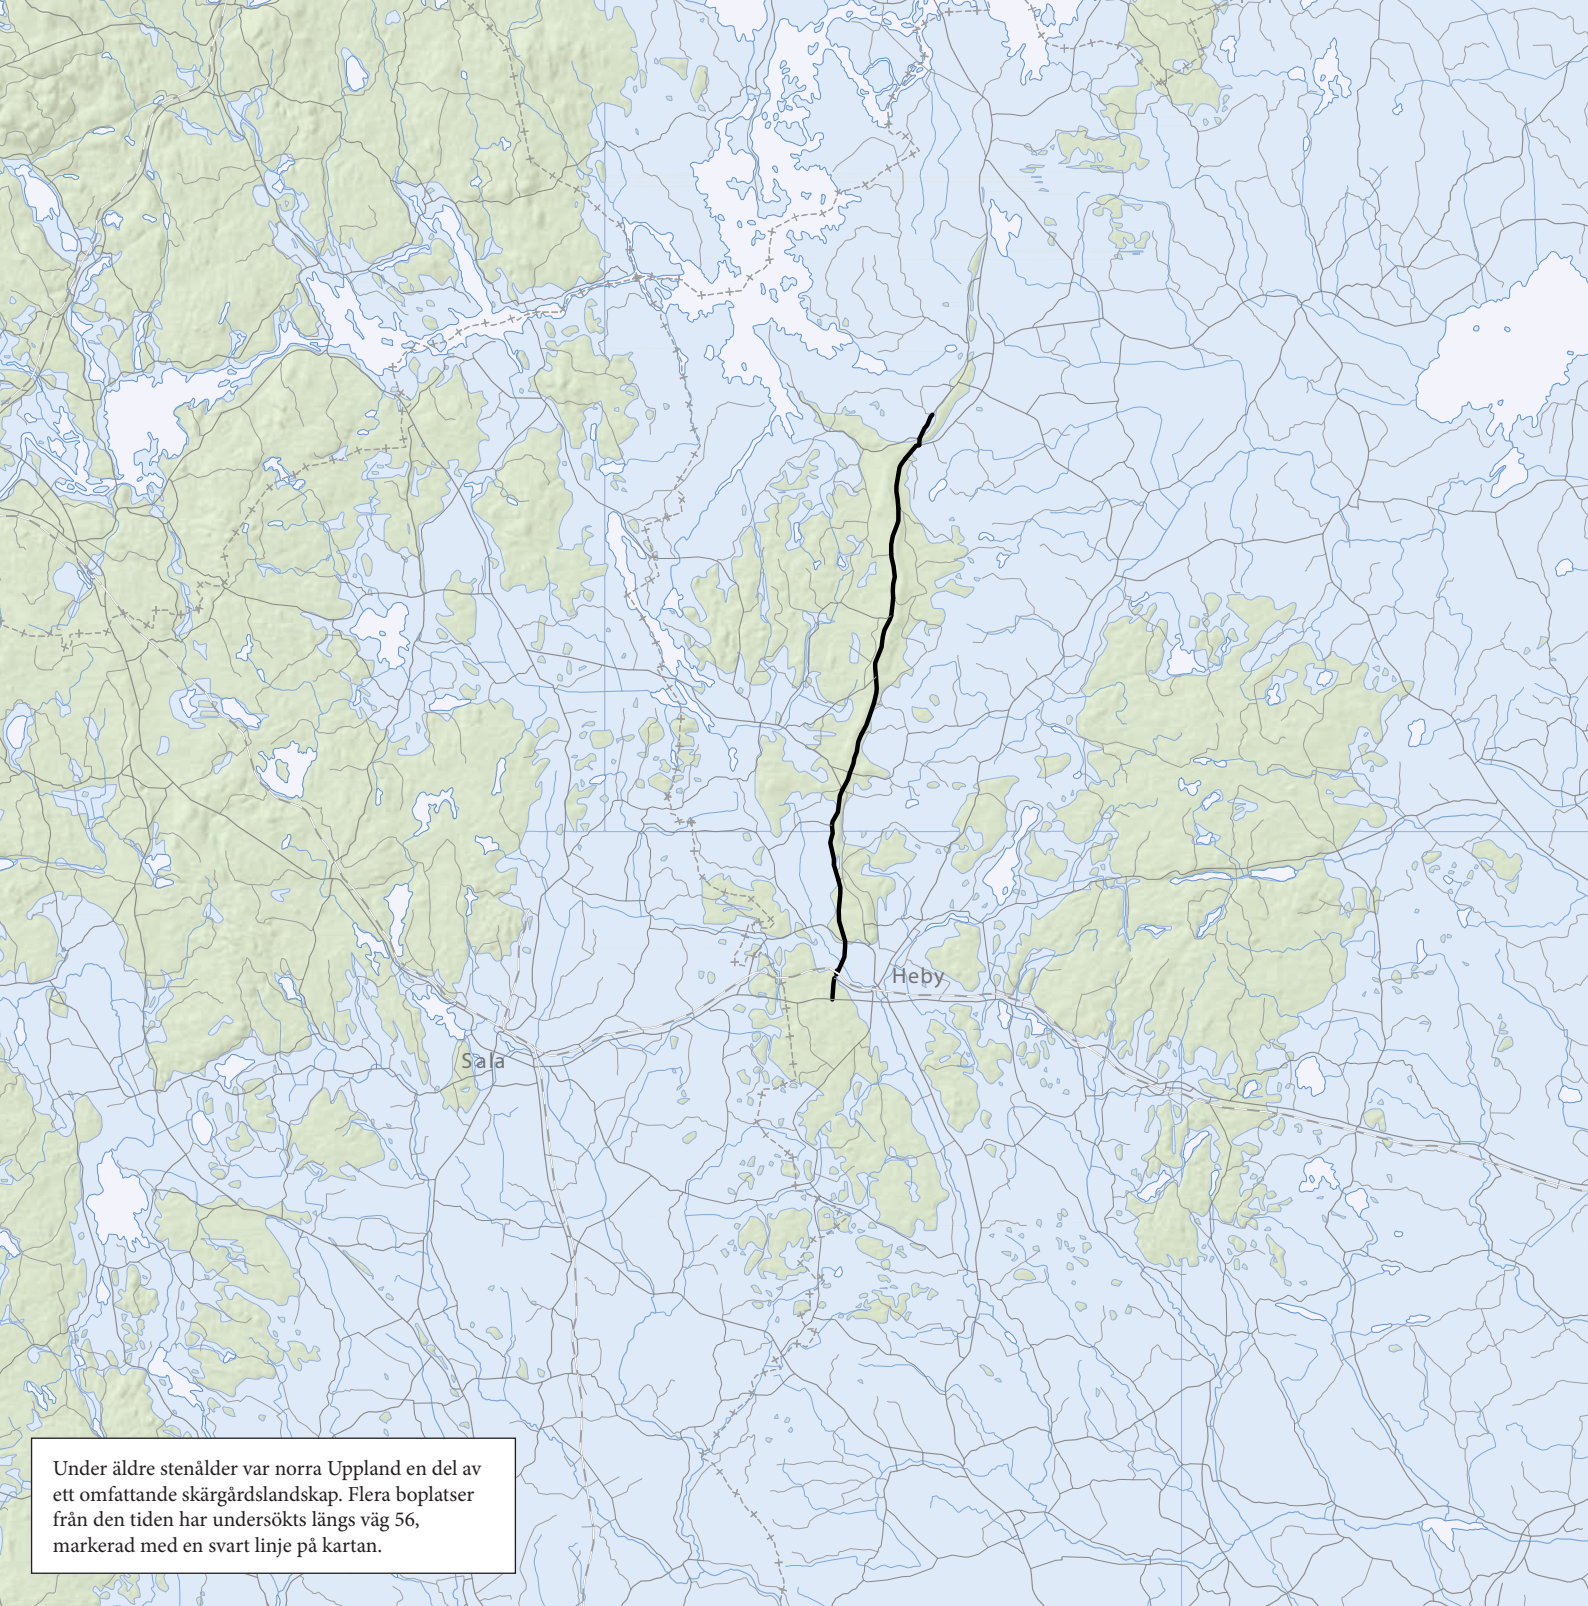 Heby
Sala
Under äldre stenålder var norra Uppland en del av
ett omfattande skärgårdslandskap. Flera boplatser
från den tiden har undersökts längs väg 56,
markerad med en svart linje på kartan.